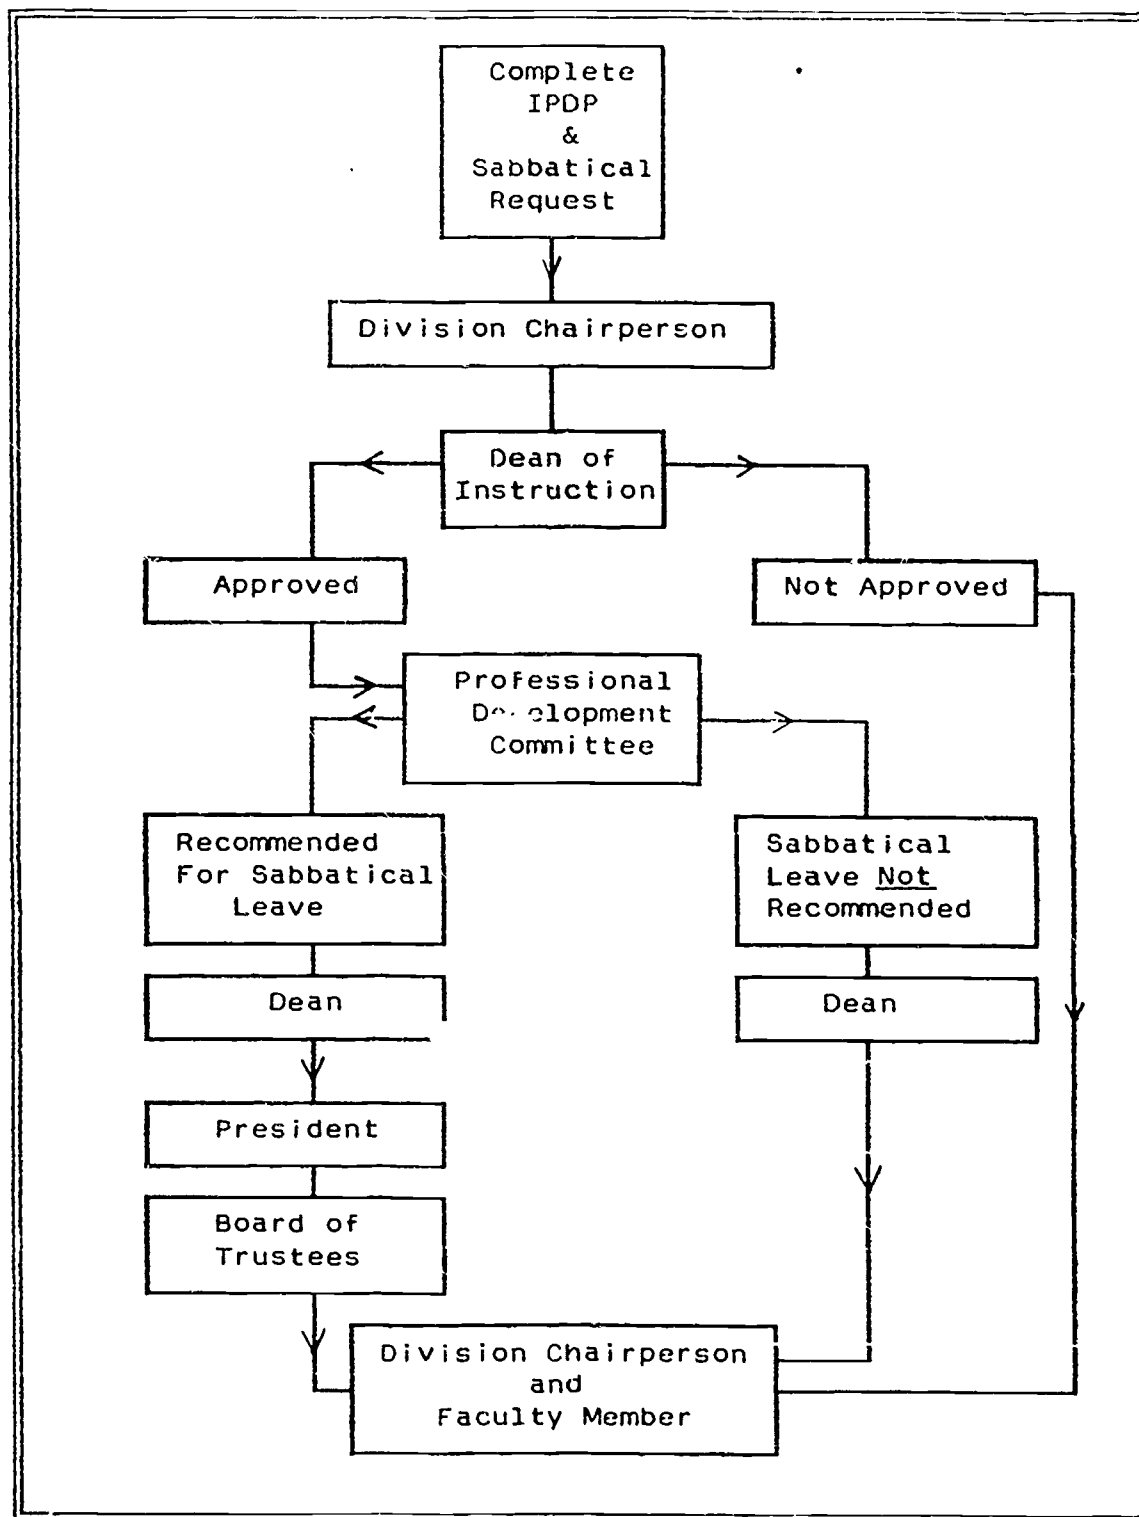 Complete
IPDP
&
Sabbatical
Request
Division Chairperson
Dean of
Instruction
Approved
Not Approved
Professional
Committee
Recommended
For Sabbatical
Leave
Sabbatical
Leave Not
Recommended
Dean
Dean
President
Board of
Trustees
Division Chairperson
and
Faculty Member